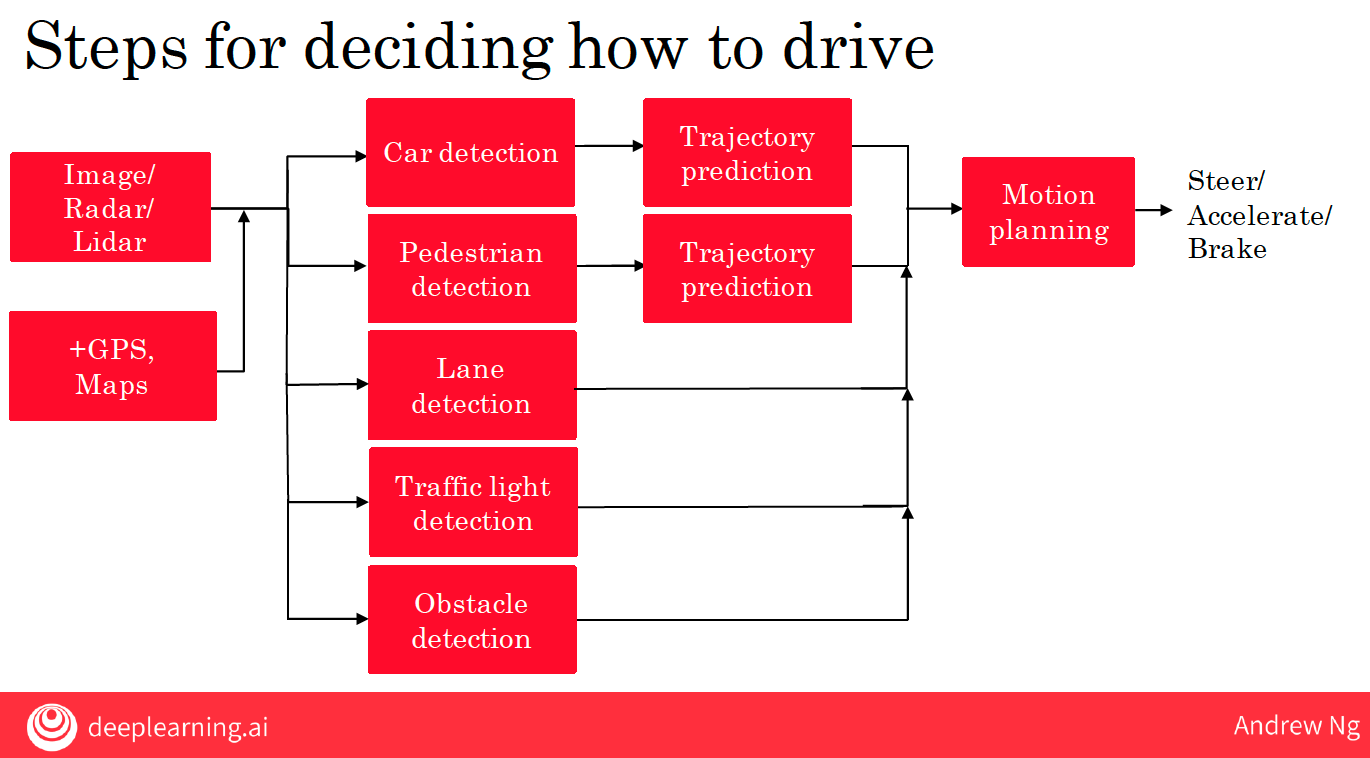 Steps for deciding how to drive
Image/
Radar/
Lidar
+GPS,
Maps
Car detection
Trajectory
prediction
Pedestrian
detection
Trajectory
prediction
Lane
detection
Traffic light
detection
Obstacle
detection
Motion
planning
Steer/
Accelerate/
Brake
deeplearning.ai
Andrew Ng